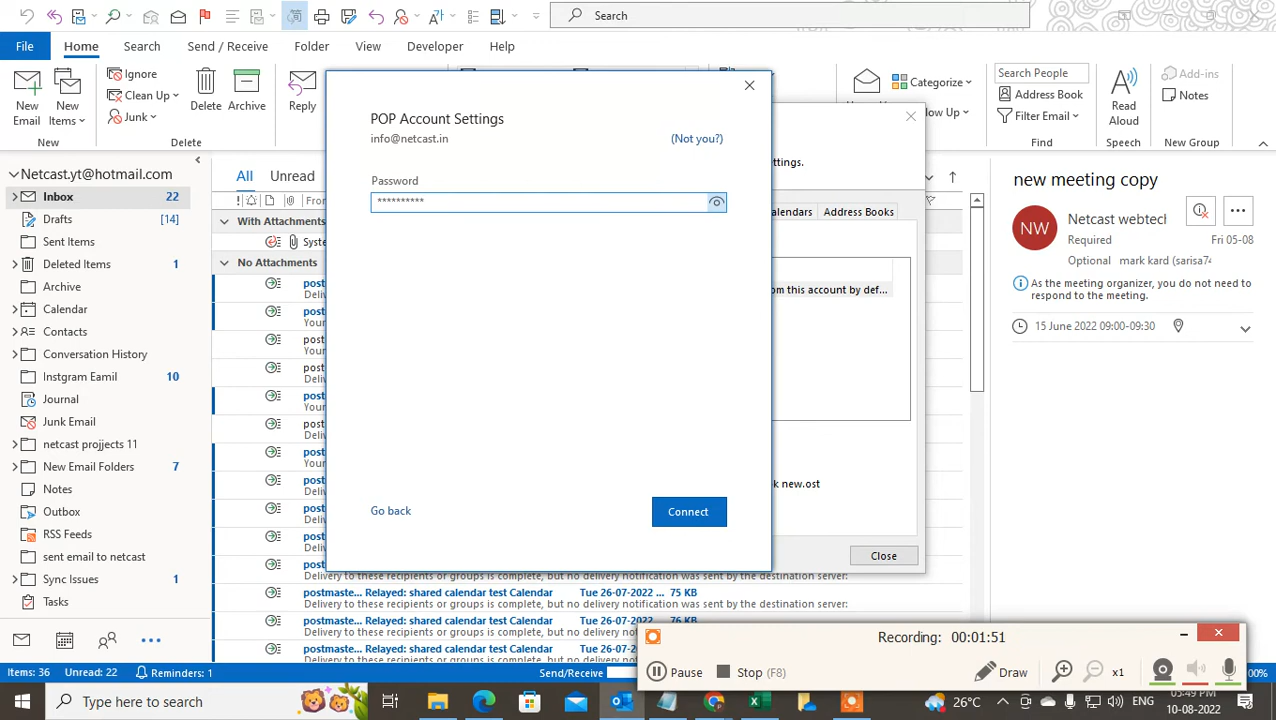 Search
File
Home
Search
Send / Receive
Folder
View
Developer
Help
New Email
New Items
Ignore
Clean Up
Junk
Delete
Archive
Reply
Categorize
Search People
Address Book
Filter Email
Read Aloud
Add-ins
Notes
New
Delete
Find
Speech
New Group
Netcast.yt@hotmail.com
Inbox 22
Drafts [14]
Sent Items
Deleted Items 1
Archive
Calendar
Contacts
Conversation History
Instgram Eamil 10
Journal
Junk Email
netcast projjects 11
New Email Folders 7
Notes
Outbox
RSS Feeds
sent email to netcast
Sync Issues 1
Tasks
All
Unread
With Attachments
No Attachments
POP Account Settings
info@netcast.in
(Not you?)
Password
**********
Go back
Connect
ttings.
alendars
Address Books
om this account by def...
k new.ost
Close
Delivery to these recipients or groups is complete, but no delivery notification was sent by the destination server:
postmaste... Relayed: shared calendar test Calendar Tue 26-07-2022 ... 75 KB
Delivery to these recipients or groups is complete, but no delivery notification was sent by the destination server:
postmaste... Relayed: shared calendar test Calendar Tue 26-07-2022 ... 76 KB
postmaste... Relayed: shared calendar test
new meeting copy
NW
Netcast webtech
Required
Fri 05-08
Optional mark kard (sarisa74
As the meeting organizer, you do not need to
respond to the meeting.
15 June 2022 09:00-09:30
Recording: 00:01:51
Pause
Stop (F8)
Draw
x1
Items: 36
Unread: 22
Reminders: 1
Send/Receive
Type here to search
26°C
ENG
05:49 PM
10-08-2022